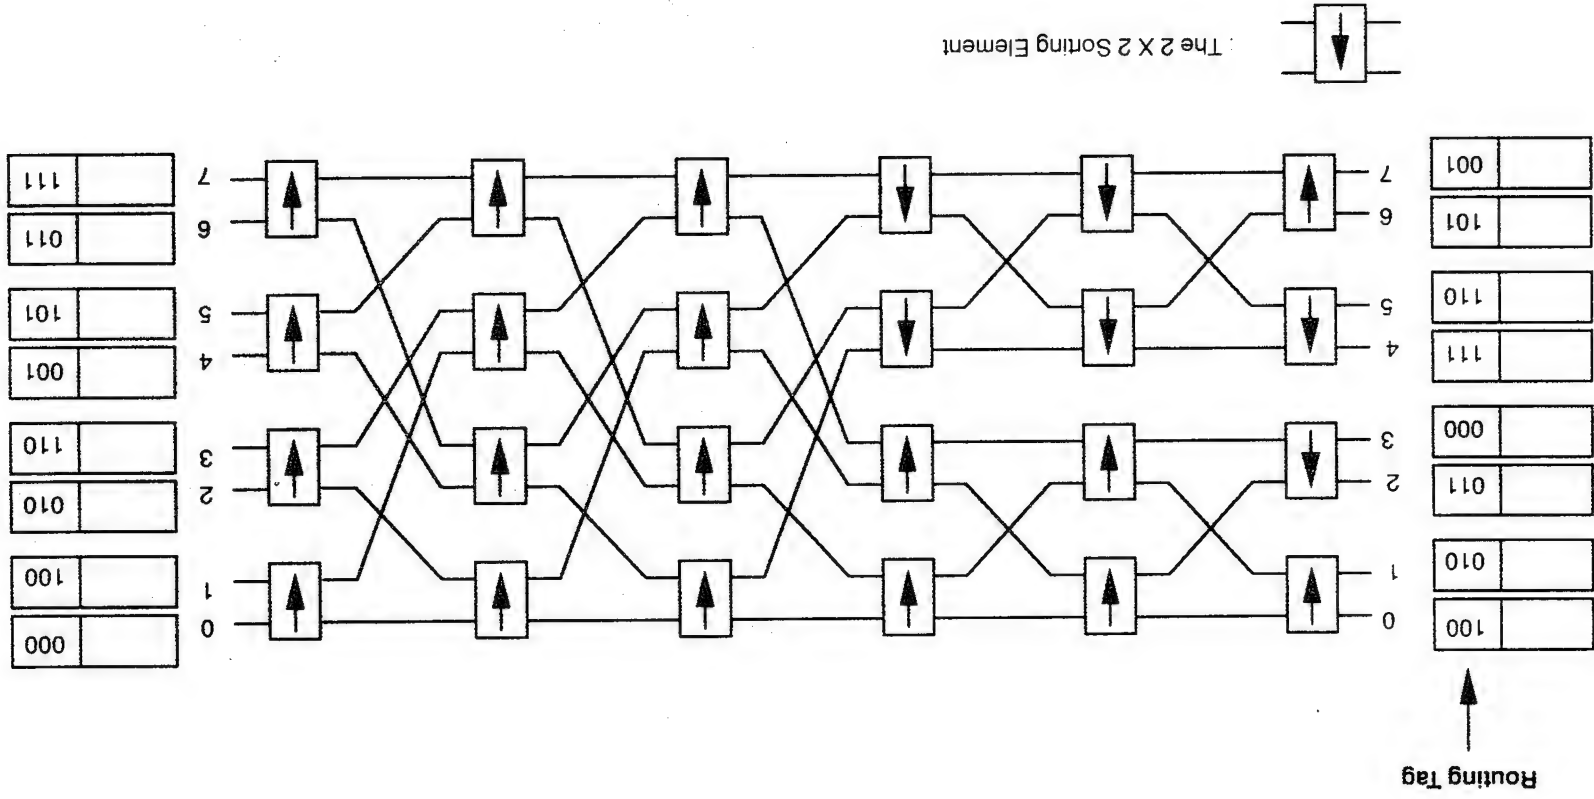 Routing Tag
001 0 0 000
010 1 1 001
110 2 2 010
000 3 3 011
111 4 4 100
011 5 5 101
101 6 6 110
100 7 7 111
: The 2 X 2 Sorting Element